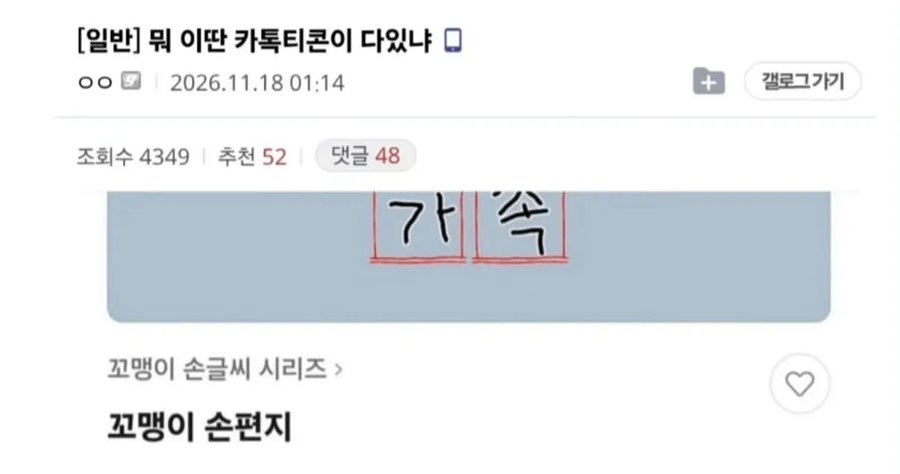 [일반] 뭐 이딴 카톡티콘이 다있냐
ㅇㅇ 2026.11.18 01:14
갤로그 가기
조회수 4349 추천 52 댓글 48
가족
꼬맹이 손글씨 시리즈 >
꼬맹이 손편지